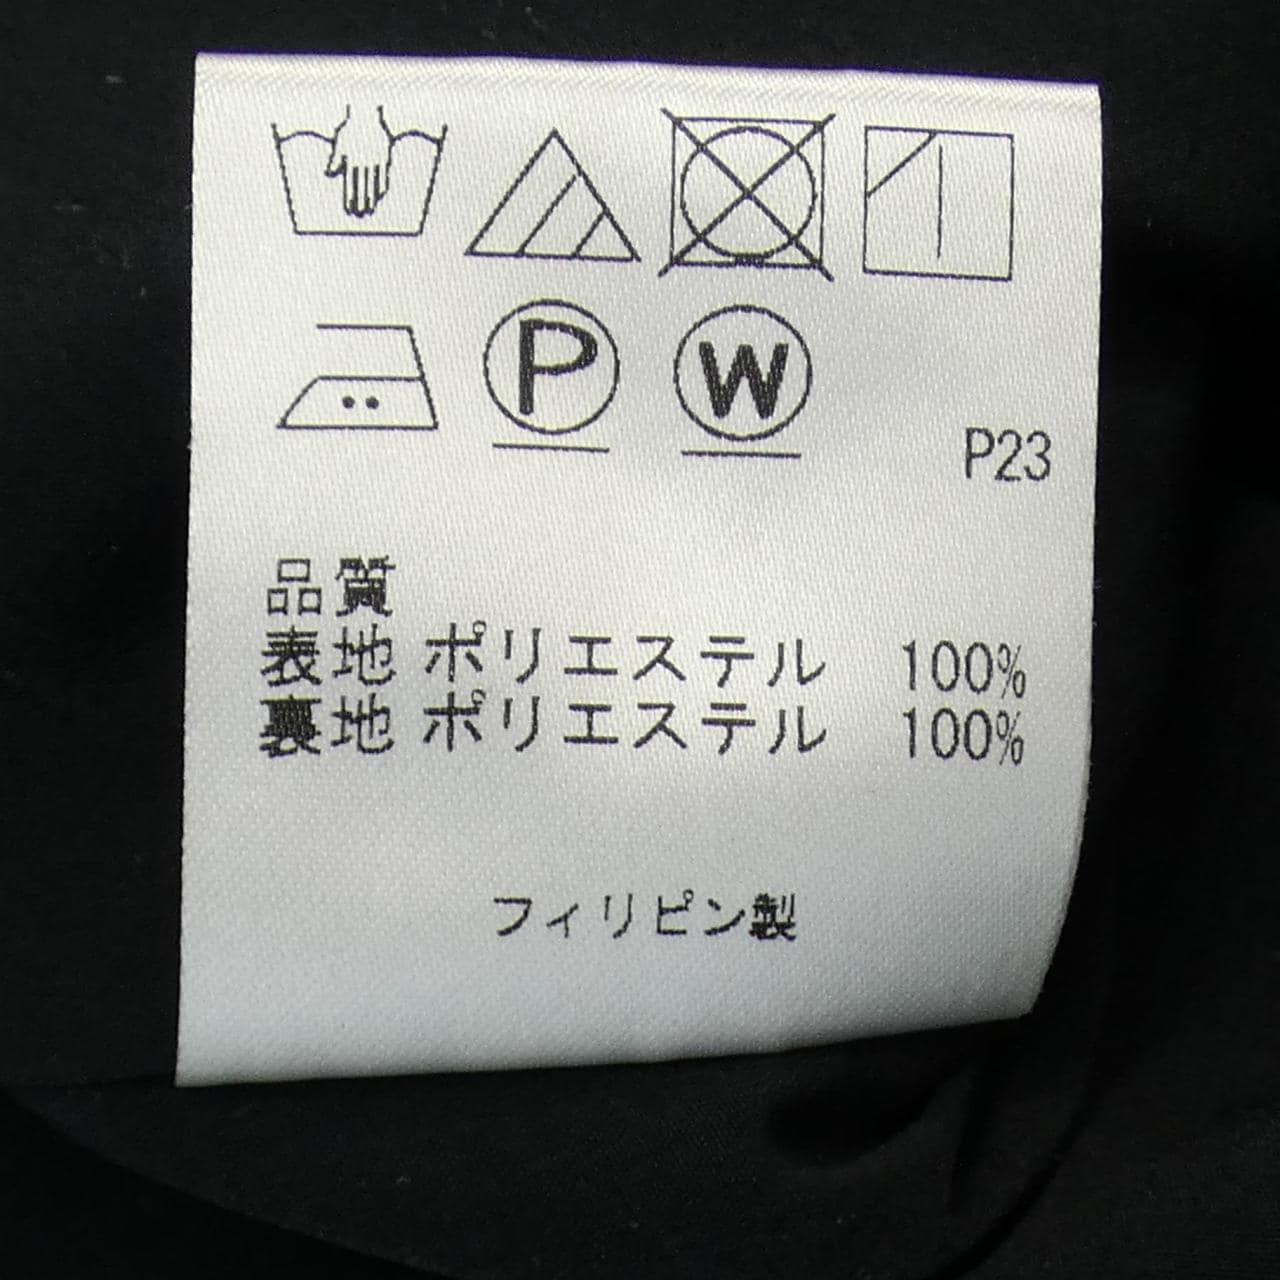 P W
P23
品質
表地 ポリエステル 100%
裏地 ポリエステル 100%
フィリピン製